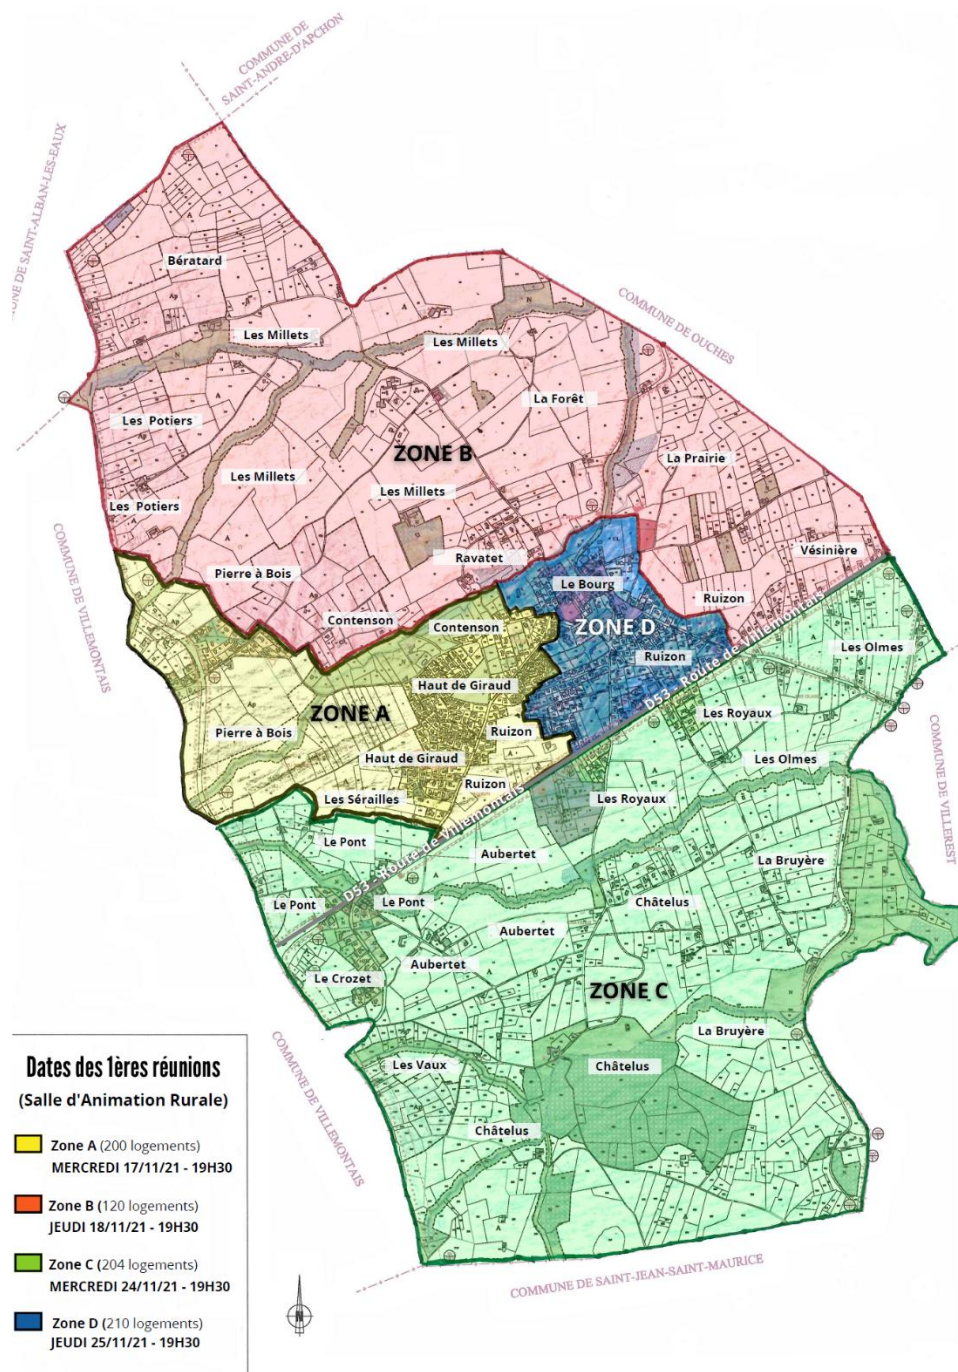 COMMUNE DE
SAINT-ANDRE-D'APCHON
UNE DE SAINT-ALBAN-LES-EAUX
Bératard
COMMUNE DE OUCHES
Les Millets
Les Millets
La Forêt
Les Potiers
ZONE B
La Prairie
Les Millets
Les Millets
Les Potiers
COMMUNE DE VILLEMONTAIS
Ravatet
Vésinière
Pierre à Bois
Le Bourg
Ruizon
Contenson
Contenson
ZONE D
Ruizon
Les Olmes
Haut de Giraud
D53 - Route de Villemontais
ZONE A
Les Royaux
Pierre à Bois
Ruizon
Haut de Giraud
Les Olmes
COMMUNE DE VILLEREST
Ruizon
Les Sérailles
Les Royaux
Le Pont
D53 - Route de Villemontais
Aubertet
La Bruyère
Le Pont
Le Pont
Châtelus
Aubertet
Aubertet
Le Crozet
ZONE C
La Bruyère
Les Vaux
Châtelus
COMMUNE DE VILLEMONTAIS
Châtelus
COMMUNE DE SAINT-JEAN-SAINT-MAURICE
N
Dates des 1ères réunions
(Salle d'Animation Rurale)
Zone A (200 logements)
MERCREDI 17/11/21 - 19H30
Zone B (120 logements)
JEUDI 18/11/21 - 19H30
Zone C (204 logements)
MERCREDI 24/11/21 - 19H30
Zone D (210 logements)
JEUDI 25/11/21 - 19H30